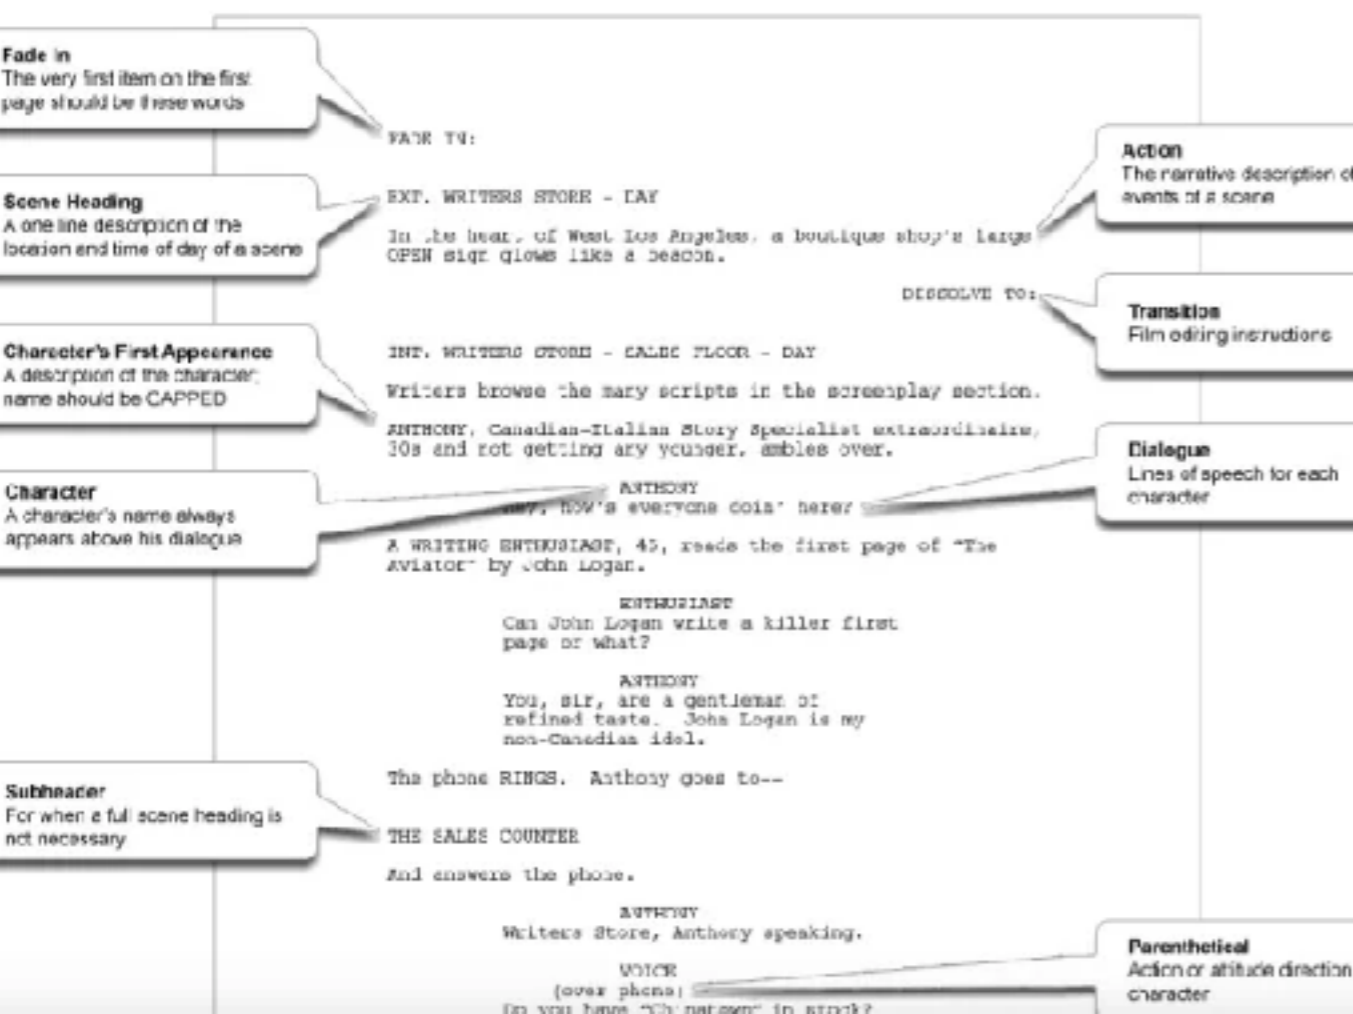 Fade In
The very first item on the first
page should be these words
FADE IN:
Action
The narrative description of
events of a scene
Scene Heading
A one line description of the
location and time of day of a scene
EXT. WRITERS STORE - DAY
In the heart of West Los Angeles, a boutique shop's large
OPEN sign glows like a beacon.
DISSOLVE TO:
Transition
Film editing instructions
Character's First Appearance
A description of the character;
name should be CAPPED
INT. WRITERS STORE - SALES FLOOR - DAY
Writers browse the many scripts in the screenplay section.
ANTHONY, Canadian-Italian Story Specialist extraordinaire,
30s and not getting any younger, ambles over.
Dialogue
Lines of speech for each
character
Character
A character's name always
appears above his dialogue
ANTHONY
how's everyone doin' here?
A WRITING ENTHUSIAST, 45, reads the first page of "The
Aviator" by John Logan.
ENTHUSIAST
Can John Logan write a killer first
page or what?
ANTHONY
You, sir, are a gentleman of
refined taste. John Logan is my
non-Canadian idol.
The phone RINGS. Anthony goes to--
Subheader
For when a full scene heading is
not necessary
THE SALES COUNTER
And answers the phone.
ANTHONY
Writers Store, Anthony speaking.
VOICE
(over phone)
Do you have "Chinatown" in stock?
Parenthetical
Action or attitude direction
character